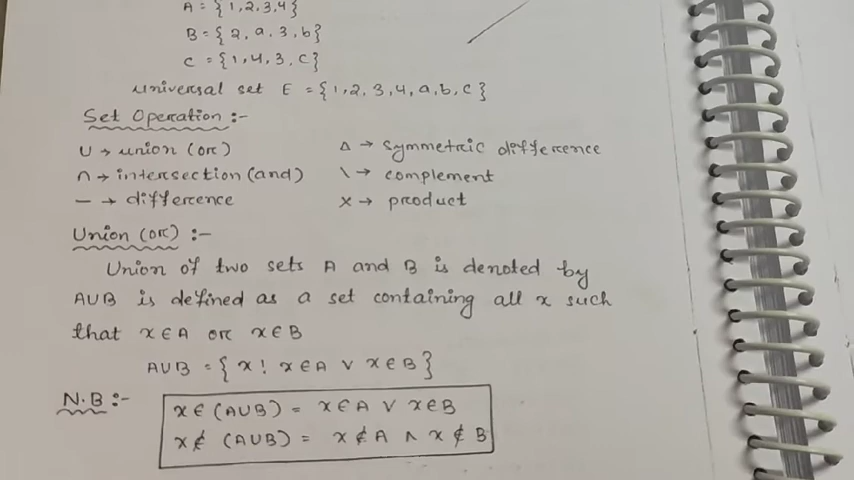 A = {1,2,3,4}
B = {2, a, 3, b}
C = {1,4,3, C}
universal set E = {1,2,3,4,a,b,c}
Set Operation :-
∪ → union (or)
∩ → intersection (and)
— → difference
Δ → symmetric difference
\ → complement
× → product
Union (or) :-
Union of two sets A and B is denoted by
A∪B is defined as a set containing all x such
that x ∈ A or x ∈ B
A∪B = { x ! x ∈ A ∨ x ∈ B }
N.B :-
x ∈ (A∪B) = x ∈ A ∨ x ∈ B
x ∉ (A∪B) = x ∉ A ∧ x ∉ B